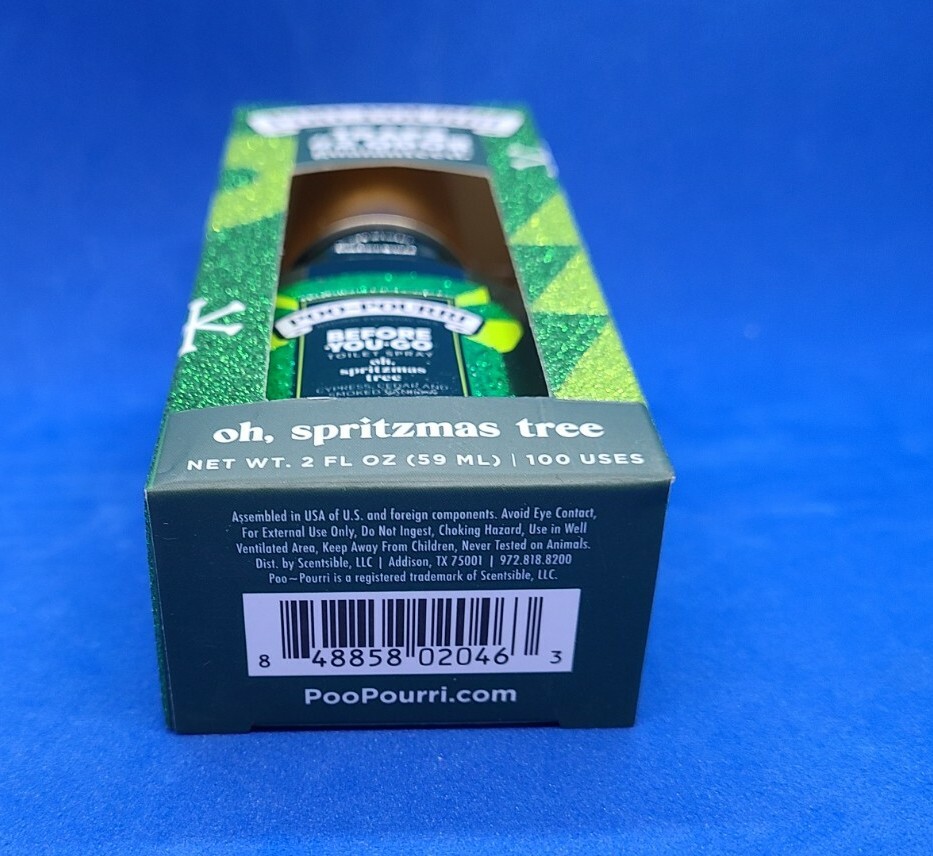 POO~POURRI
BEFORE
·YOU·GO
TOILET SPRAY
oh,
spritzmas
tree
CYPRESS, CEDAR AND
SMOKED
oh, spritzmas tree
NET WT. 2 FL OZ (59 ML) | 100 USES
Assembled in USA of U.S. and foreign components. Avoid Eye Contact,
For External Use Only, Do Not Ingest, Choking Hazard, Use in Well
Ventilated Area, Keep Away From Children, Never Tested on Animals.
Dist. by Scentsible, LLC | Addison, TX 75001 | 972.818.8200
Poo~Pourri is a registered trademark of Scentsible, LLC.
8 48858 02046 3
PooPourri.com